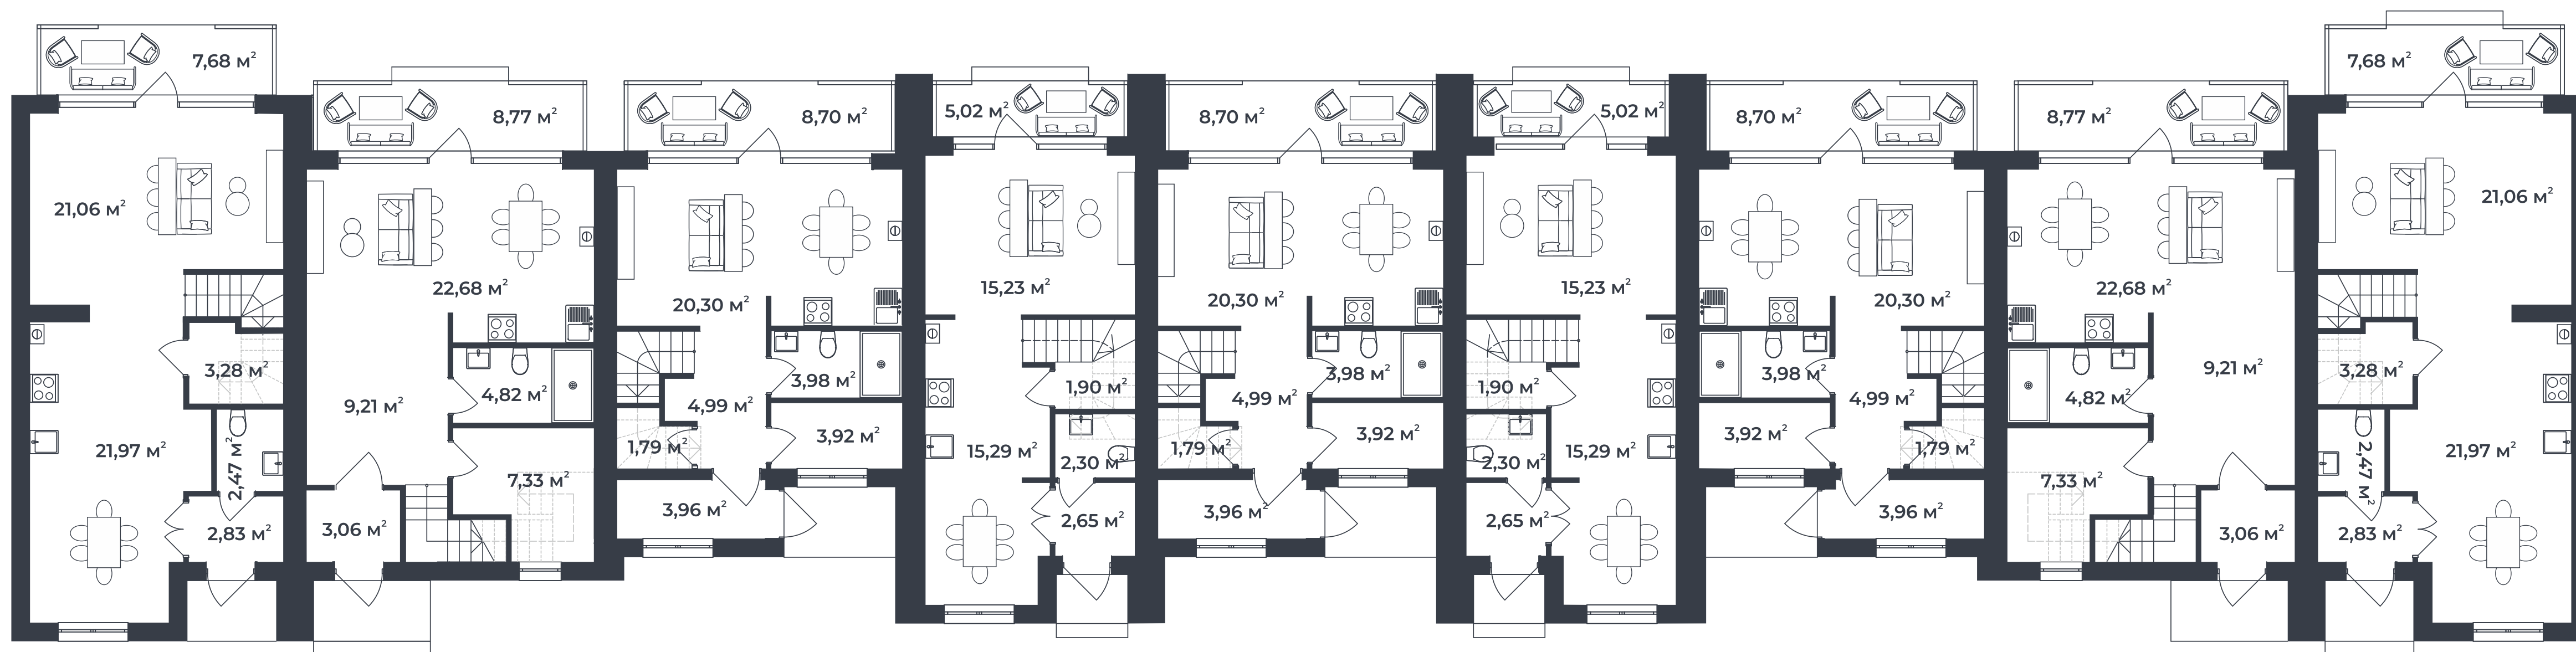 7,68 м²
21,06 м²
3,28 м²
21,97 м²
2,47 м²
2,83 м²
8,77 м²
22,68 м²
4,82 м²
9,21 м²
7,33 м²
3,06 м²
8,70 м²
20,30 м²
3,98 м²
4,99 м²
3,92 м²
1,79 м²
3,96 м²
5,02 м²
15,23 м²
1,90 м²
15,29 м²
2,30 м²
2,65 м²
8,70 м²
20,30 м²
3,98 м²
4,99 м²
3,92 м²
1,79 м²
3,96 м²
5,02 м²
15,23 м²
1,90 м²
15,29 м²
2,30 м²
2,65 м²
8,70 м²
20,30 м²
3,98 м²
4,99 м²
3,92 м²
1,79 м²
3,96 м²
8,77 м²
22,68 м²
9,21 м²
4,82 м²
7,33 м²
3,06 м²
7,68 м²
21,06 м²
3,28 м²
21,97 м²
2,47 м²
2,83 м²